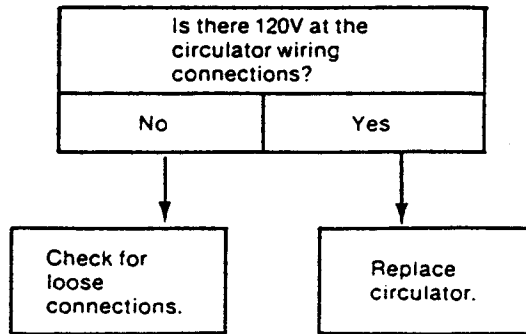 Is there 120V at the
circulator wiring
connections?
No
Yes
Check for
loose
connections.
Replace
circulator.